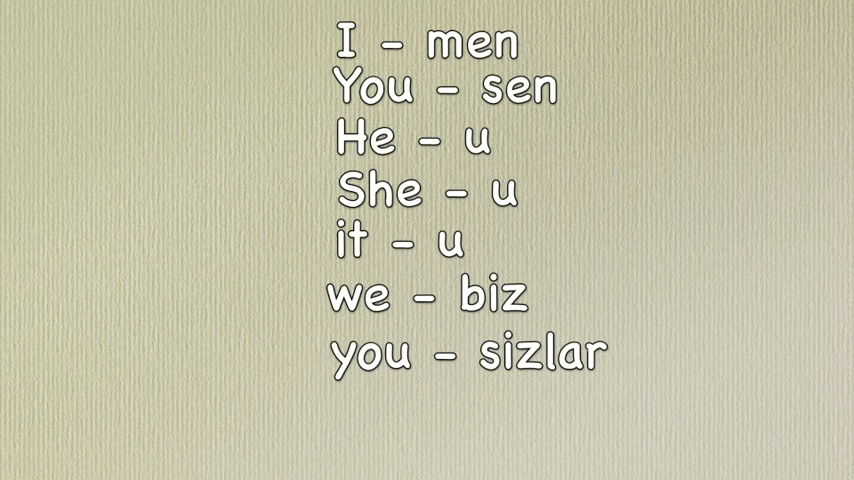 I - men
You - sen
He - u
She - u
it - u
we - biz
you - sizlar